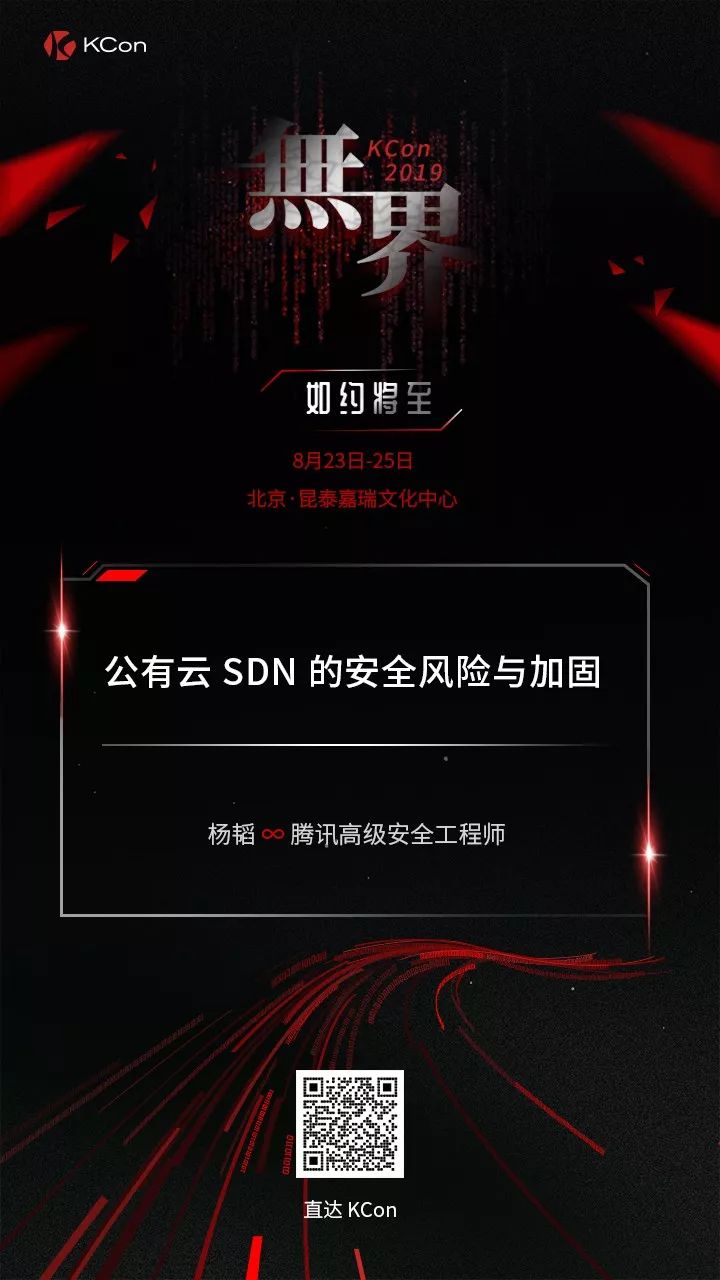 KCon
無界
KCon
2019
如约将至
8月23日-25日
北京·昆泰嘉瑞文化中心
公有云 SDN 的安全风险与加固
杨韬 ∞ 腾讯高级安全工程师
直达 KCon